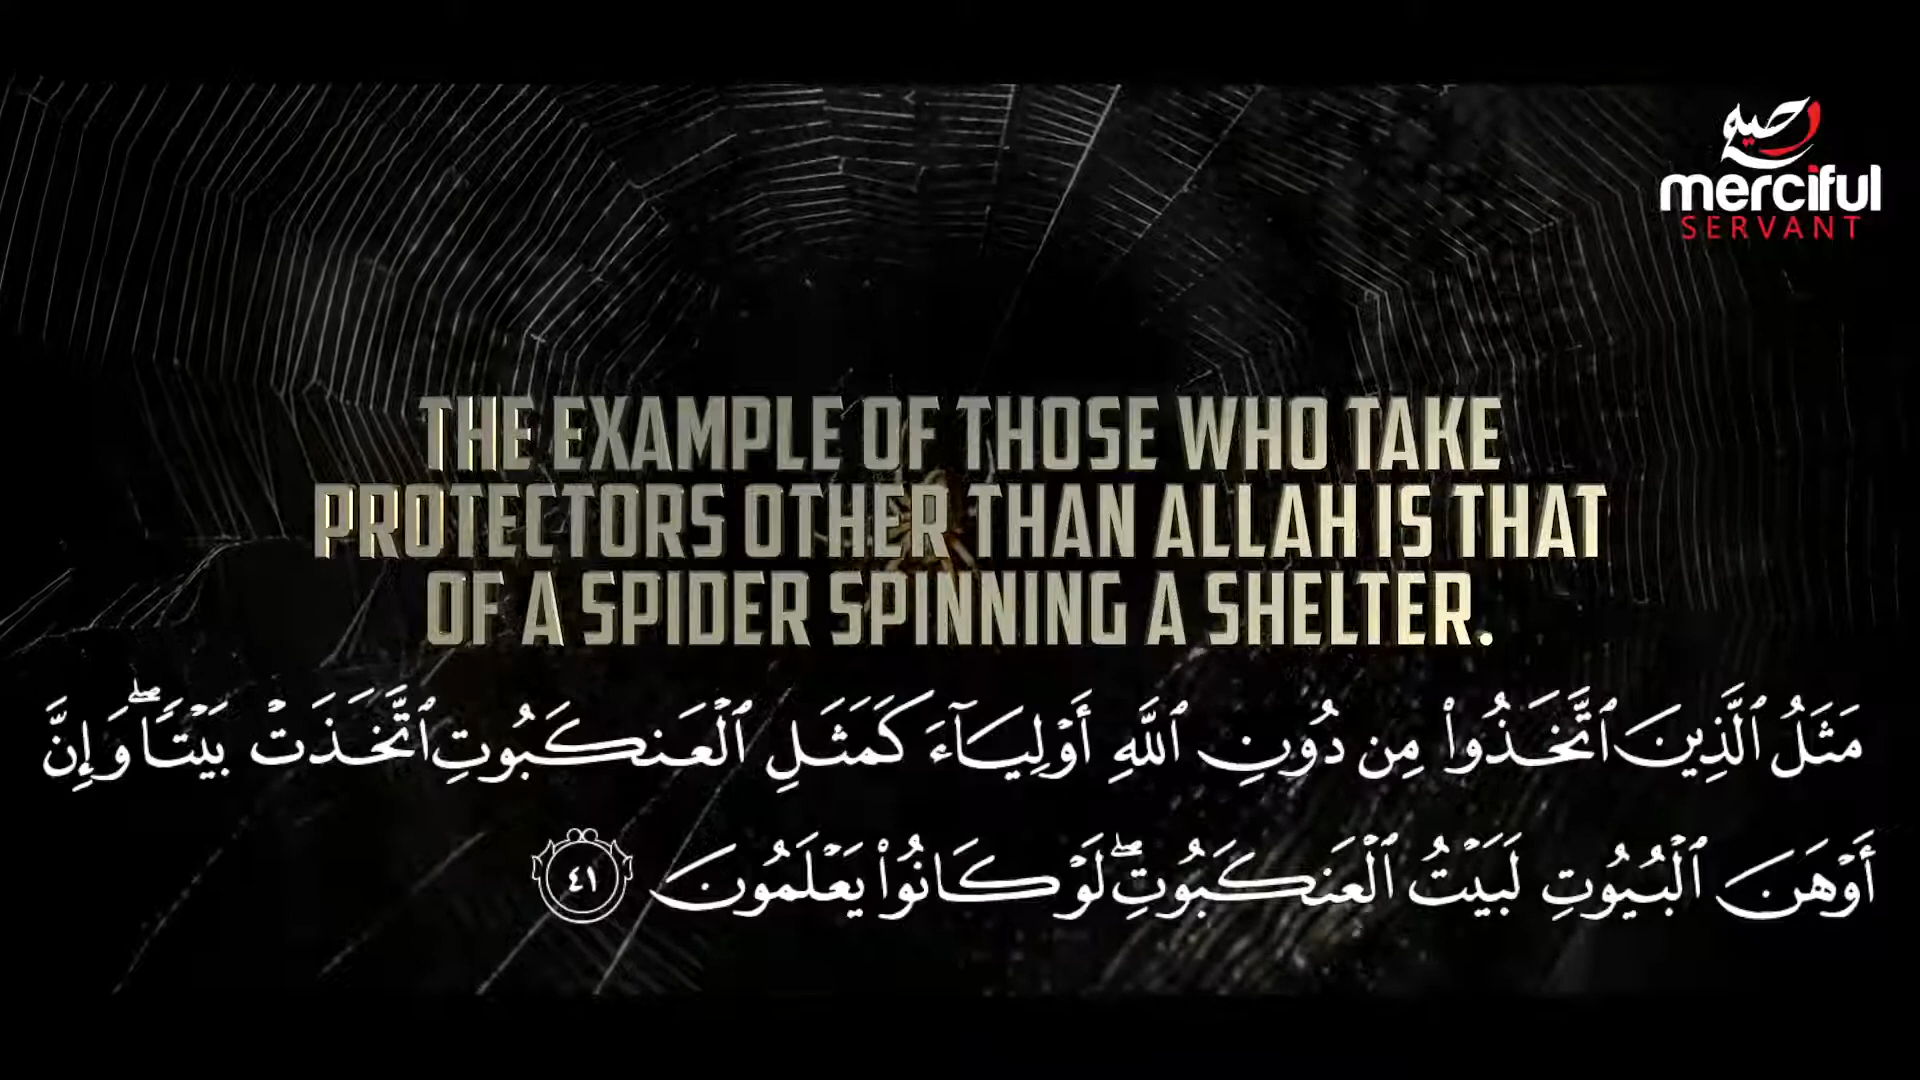 رحيم
merciful
SERVANT
THE EXAMPLE OF THOSE WHO TAKE
PROTECTORS OTHER THAN ALLAH IS THAT
OF A SPIDER SPINNING A SHELTER.
مَثَلُ ٱلَّذِينَ ٱتَّخَذُوا۟ مِن دُونِ ٱللَّهِ أَوْلِيَآءَ كَمَثَلِ ٱلْعَنكَبُوتِ ٱتَّخَذَتْ بَيْتًا ۖ وَإِنَّ
أَوْهَنَ ٱلْبُيُوتِ لَبَيْتُ ٱلْعَنكَبُوتِ ۖ لَوْ كَانُوا۟ يَعْلَمُونَ ٤١